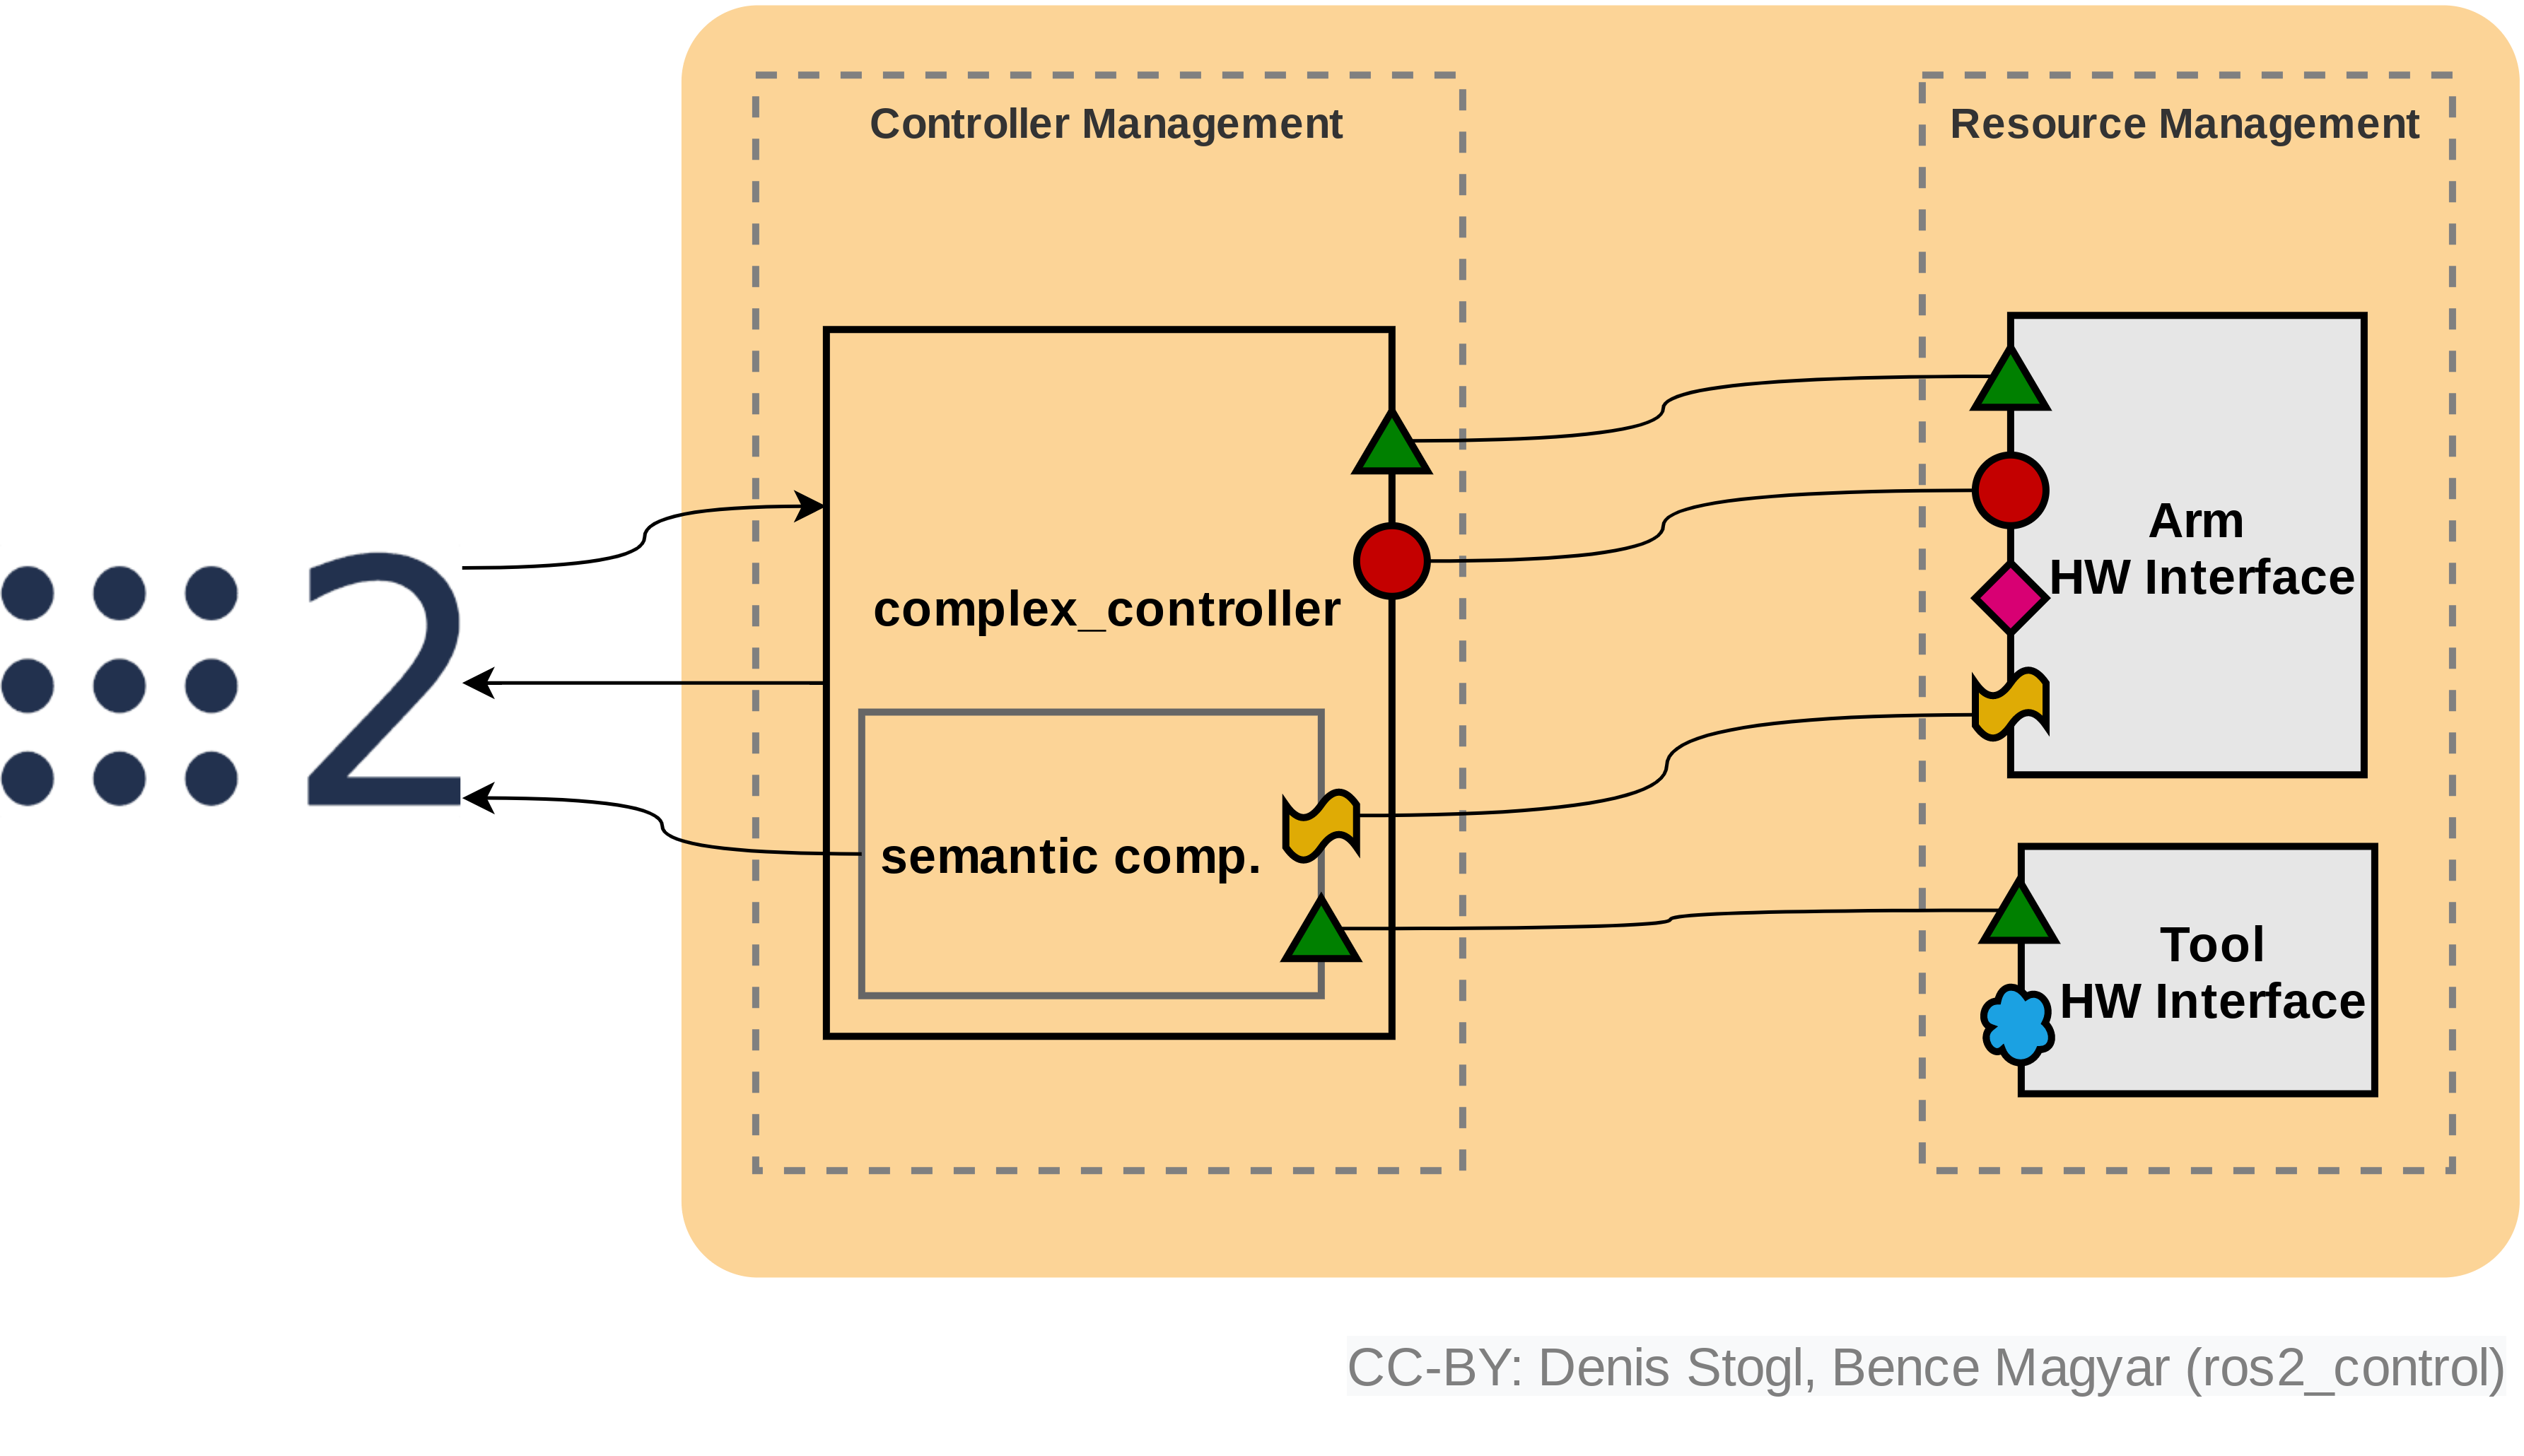 Controller Management
Resource Management
2
complex_controller
semantic comp.
Arm
HW Interface
Tool
HW Interface
CC-BY: Denis Stogl, Bence Magyar (ros2_control)